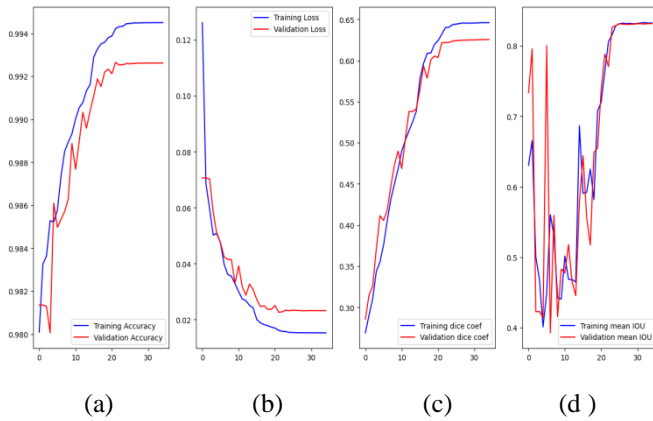 0.994
0.992
0.990
0.988
0.986
0.984
0.982
0.980
0 10 20 30
Training Accuracy
Validation Accuracy
(a)
0.12
0.10
0.08
0.06
0.04
0.02
0 10 20 30
Training Loss
Validation Loss
(b)
0.65
0.60
0.55
0.50
0.45
0.40
0.35
0.30
0 10 20 30
Training dice coef
Validation dice coef
(c)
0.8
0.7
0.6
0.5
0.4
0 10 20 30
Training mean IOU
Validation mean IOU
(d )